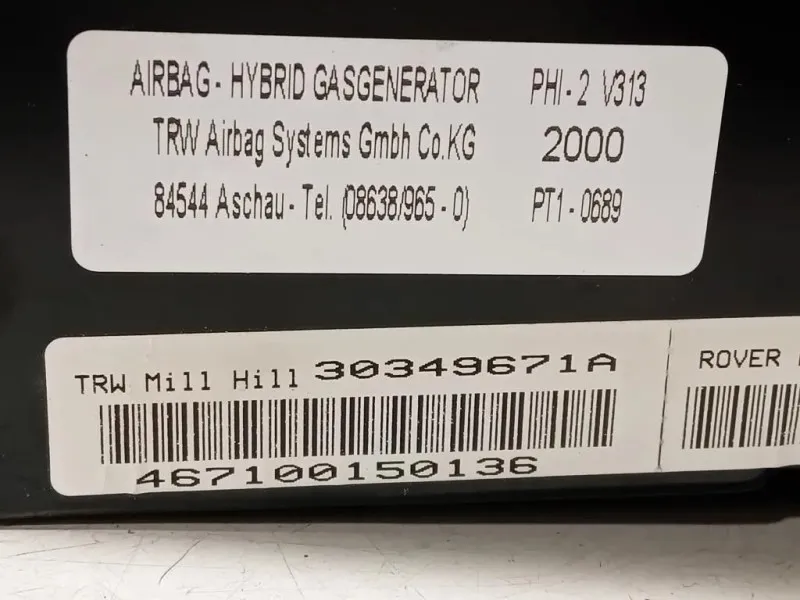 AIRBAG - HYBRID GASGENERATOR PHI - 2 V313
TRW Airbag Systems Gmbh Co.KG 2000
84544 Aschau - Tel. (08638/965 - 0) PT1 - 0689
TRW Mill Hill 30349671A
ROVER
467100150136